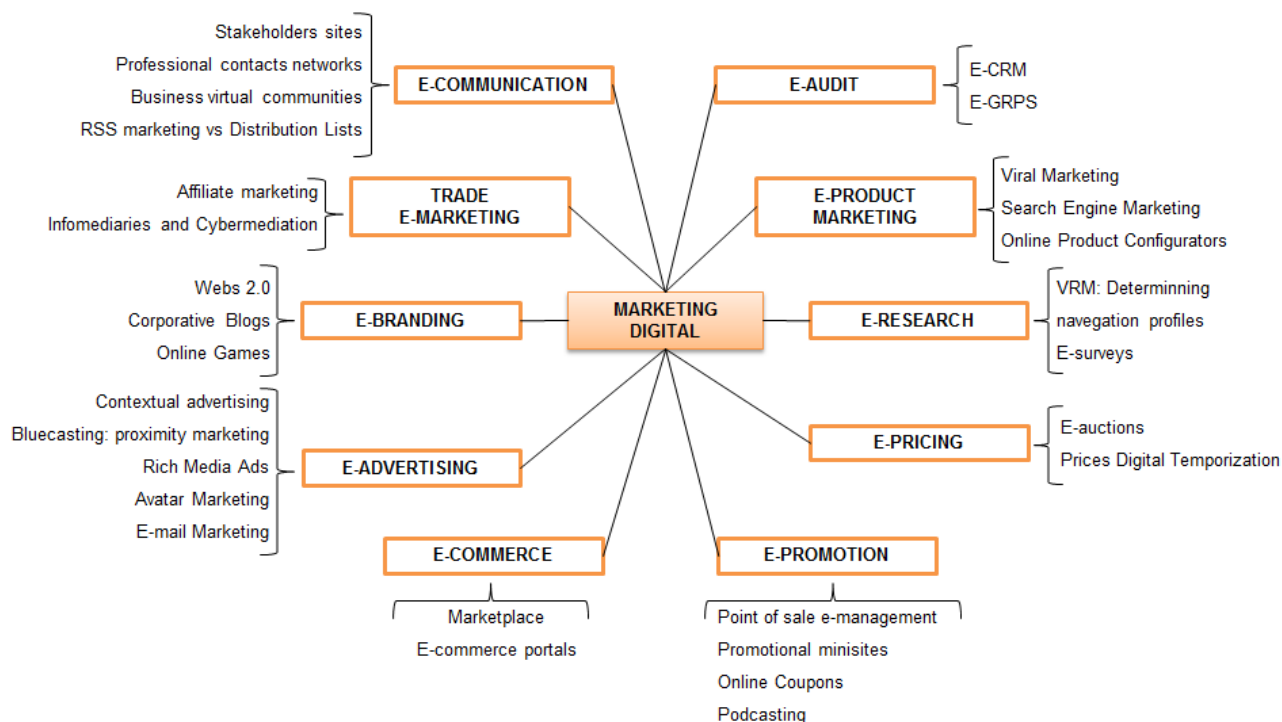 Stakeholders sites
Professional contacts networks
Business virtual communities
RSS marketing vs Distribution Lists
E-COMMUNICATION
E-AUDIT
E-CRM
E-GRPS
Affiliate marketing
Infomediaries and Cybermediation
TRADE
E-MARKETING
E-PRODUCT
MARKETING
Viral Marketing
Search Engine Marketing
Online Product Configurators
Webs 2.0
Corporative Blogs
Online Games
E-BRANDING
MARKETING
DIGITAL
E-RESEARCH
VRM: Determinning
navegation profiles
E-surveys
Contextual advertising
Bluecasting: proximity marketing
Rich Media Ads
Avatar Marketing
E-mail Marketing
E-ADVERTISING
E-PRICING
E-auctions
Prices Digital Temporization
E-COMMERCE
Marketplace
E-commerce portals
E-PROMOTION
Point of sale e-management
Promotional minisites
Online Coupons
Podcasting